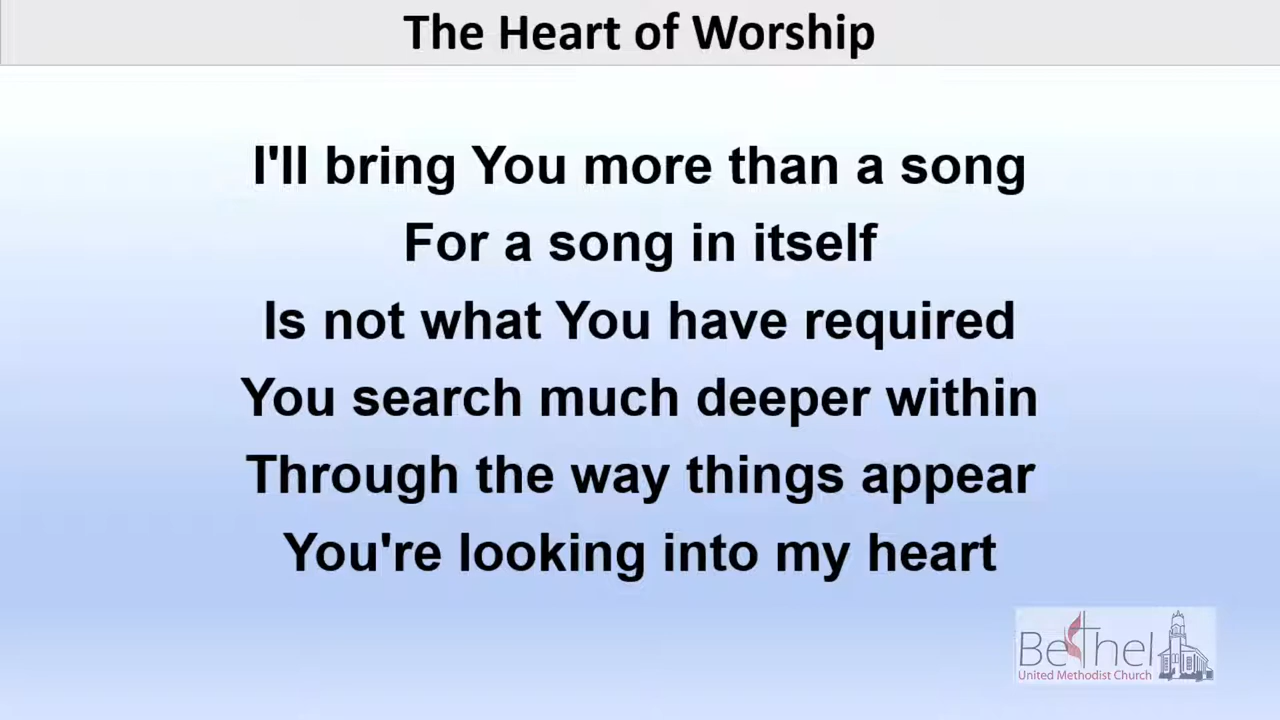 The Heart of Worship
I'll bring You more than a song
For a song in itself
Is not what You have required
You search much deeper within
Through the way things appear
You're looking into my heart
Bethel
United Methodist Church